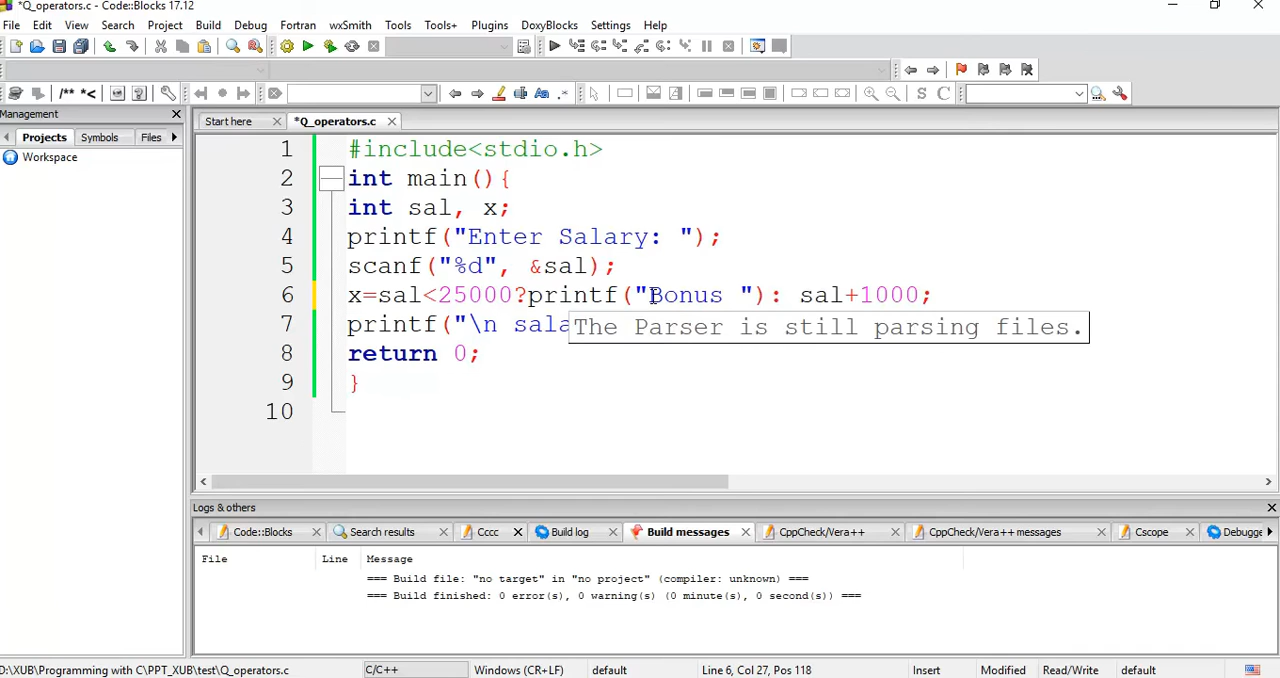 *Q_operators.c - Code::Blocks 17.12
File Edit View Search Project Build Debug Fortran wxSmith Tools Tools+ Plugins DoxyBlocks Settings Help
/** *<
S C
Management
Start here *Q_operators.c
Projects Symbols Files
Workspace
1 #include<stdio.h>
2 int main(){
3 int sal, x;
4 printf("Enter Salary: ");
5 scanf("%d", &sal);
6 x=sal<25000?printf("Bonus "): sal+1000;
7 printf("\n sala
The Parser is still parsing files.
8 return 0;
9 }
10
Logs & others
Code::Blocks Search results Cccc Build log Build messages CppCheck/Vera++ CppCheck/Vera++ messages Cscope Debugge
File Line Message
=== Build file: "no target" in "no project" (compiler: unknown) ===
=== Build finished: 0 error(s), 0 warning(s) (0 minute(s), 0 second(s)) ===
D:\XUB\Programming with C\PPT_XUB\test\Q_operators.c C/C++ Windows (CR+LF) default Line 6, Col 27, Pos 118 Insert Modified Read/Write default